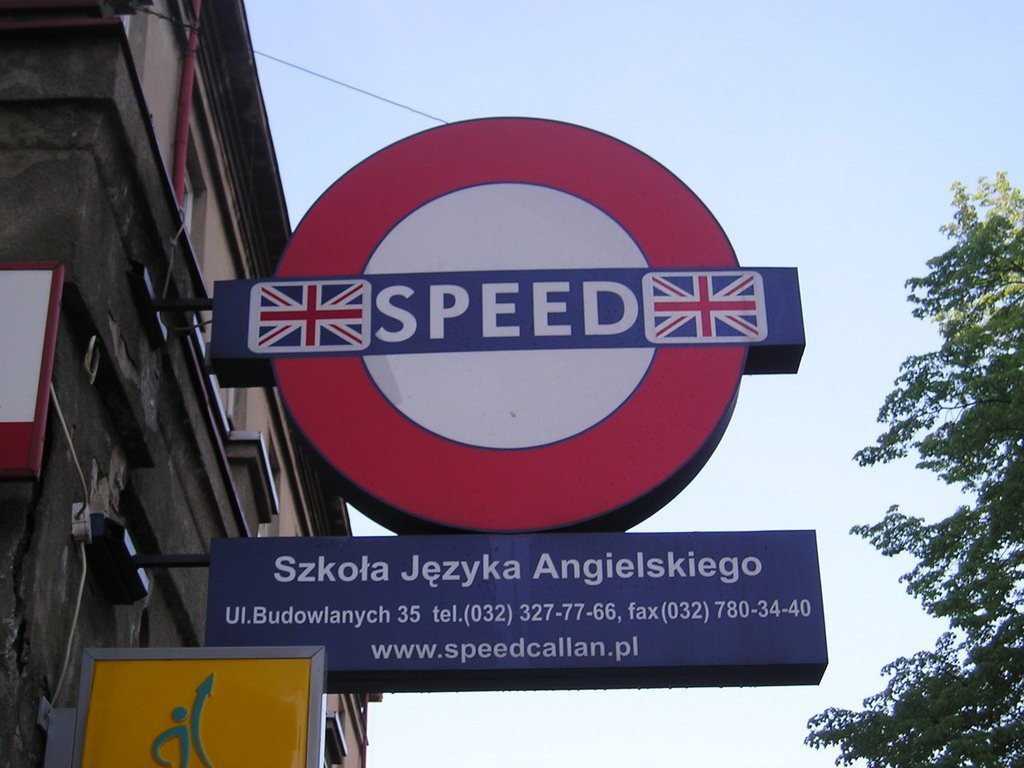 SPEED
Szkoła Języka Angielskiego
Ul.Budowlanych 35 tel.(032) 327-77-66, fax(032) 780-34-40
www.speedcallan.pl